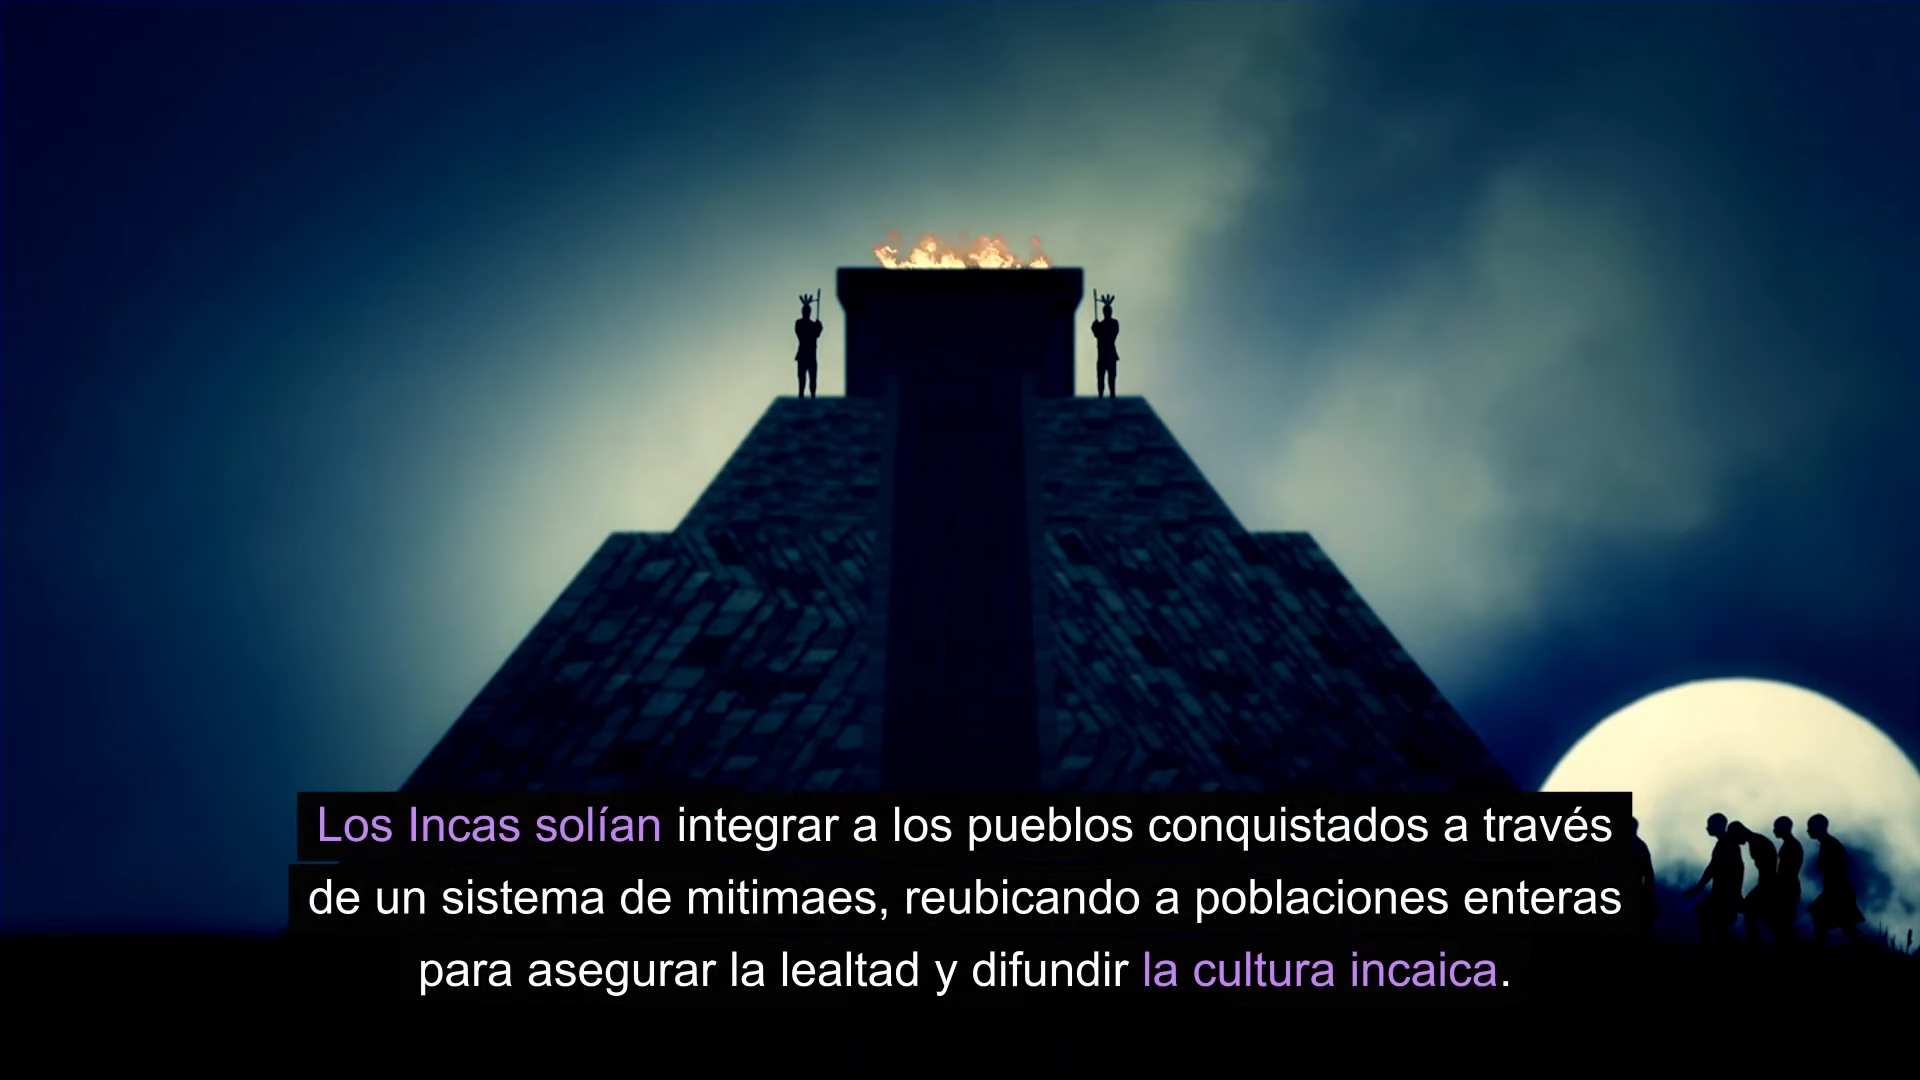 Los Incas solían integrar a los pueblos conquistados a través
de un sistema de mitimaes, reubicando a poblaciones enteras
para asegurar la lealtad y difundir la cultura incaica.